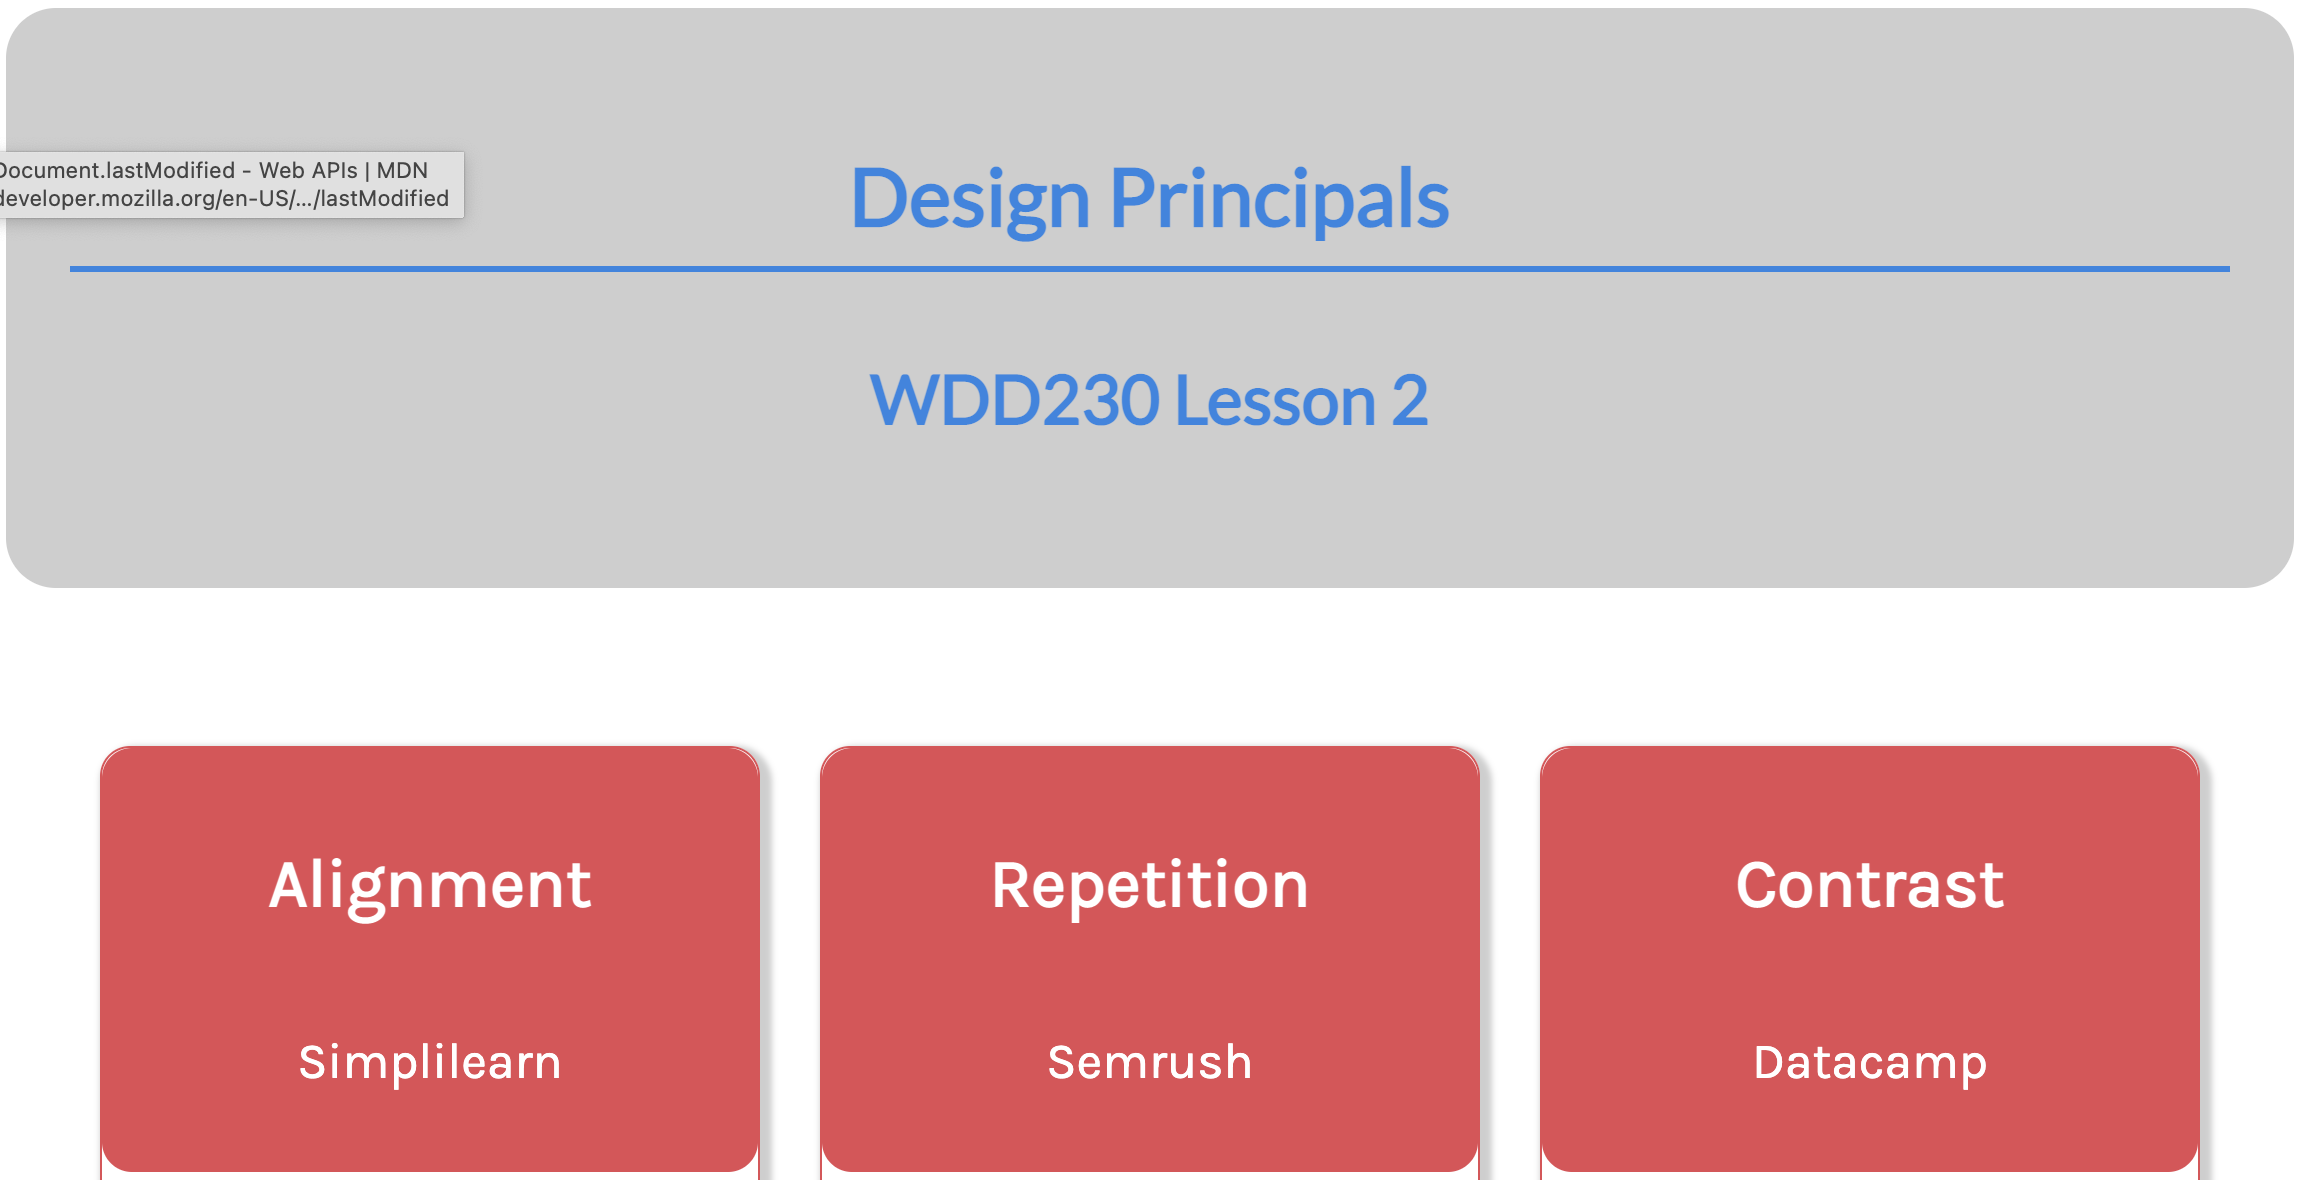 Document.lastModified - Web APIs | MDN
developer.mozilla.org/en-US/.../lastModified
Design Principals
WDD230 Lesson 2
Alignment
Repetition
Contrast
Simplilearn
Semrush
Datacamp